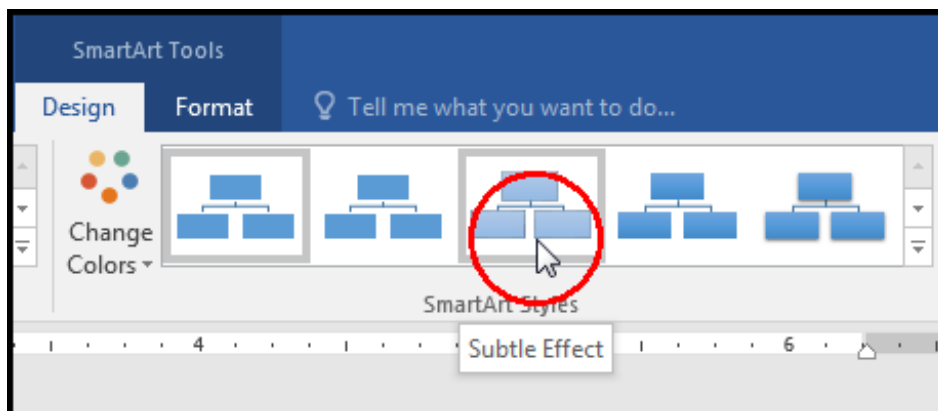 SmartArt Tools
Design Format Tell me what you want to do...
Change
Colors
SmartArt Styles
4 6
Subtle Effect